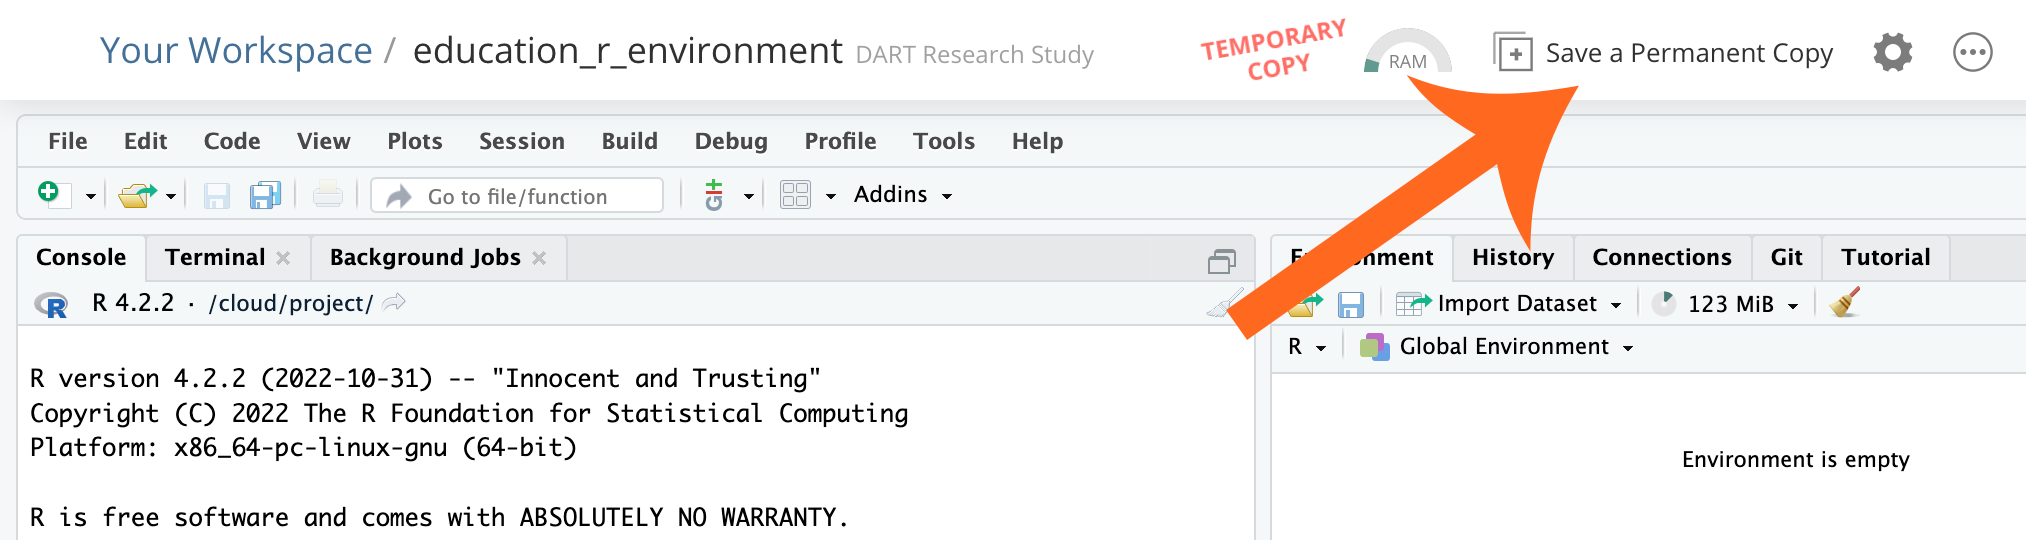 Your Workspace / education_r_environment DART Research Study
TEMPORARY
COPY
RAM
Save a Permanent Copy
File Edit Code View Plots Session Build Debug Profile Tools Help
Go to file/function
Addins
Console Terminal Background Jobs
R R 4.2.2 · /cloud/project/
R version 4.2.2 (2022-10-31) -- "Innocent and Trusting"
Copyright (C) 2022 The R Foundation for Statistical Computing
Platform: x86_64-pc-linux-gnu (64-bit)
R is free software and comes with ABSOLUTELY NO WARRANTY.
History Connections Git Tutorial
Import Dataset 123 MiB
R Global Environment
Environment is empty